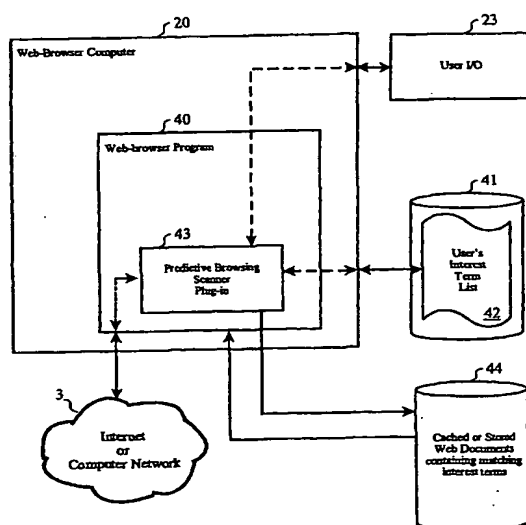 20
Web-Browser Computer
23
User I/O
40
Web-browser Program
43
Predictive Browsing
Scanner
Plug-in
41
User's
Interest
Term
List
42
3
Internet
or
Computer Network
44
Cached or Stored
Web Documents
containing matching
interest terms